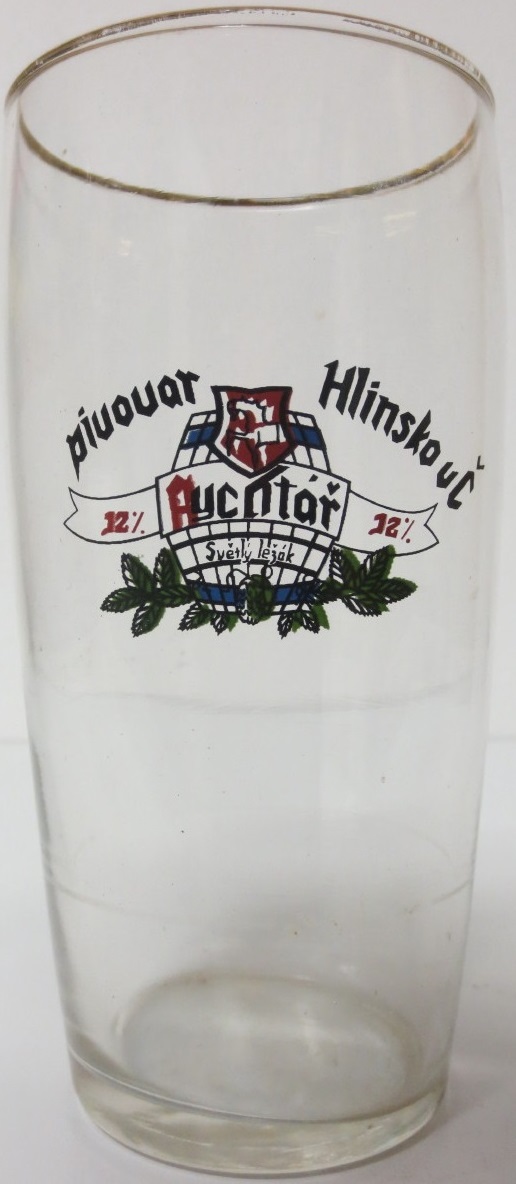 pivovar Hlinsko v Č
Rychtář
12% 12%
Světlý ležák